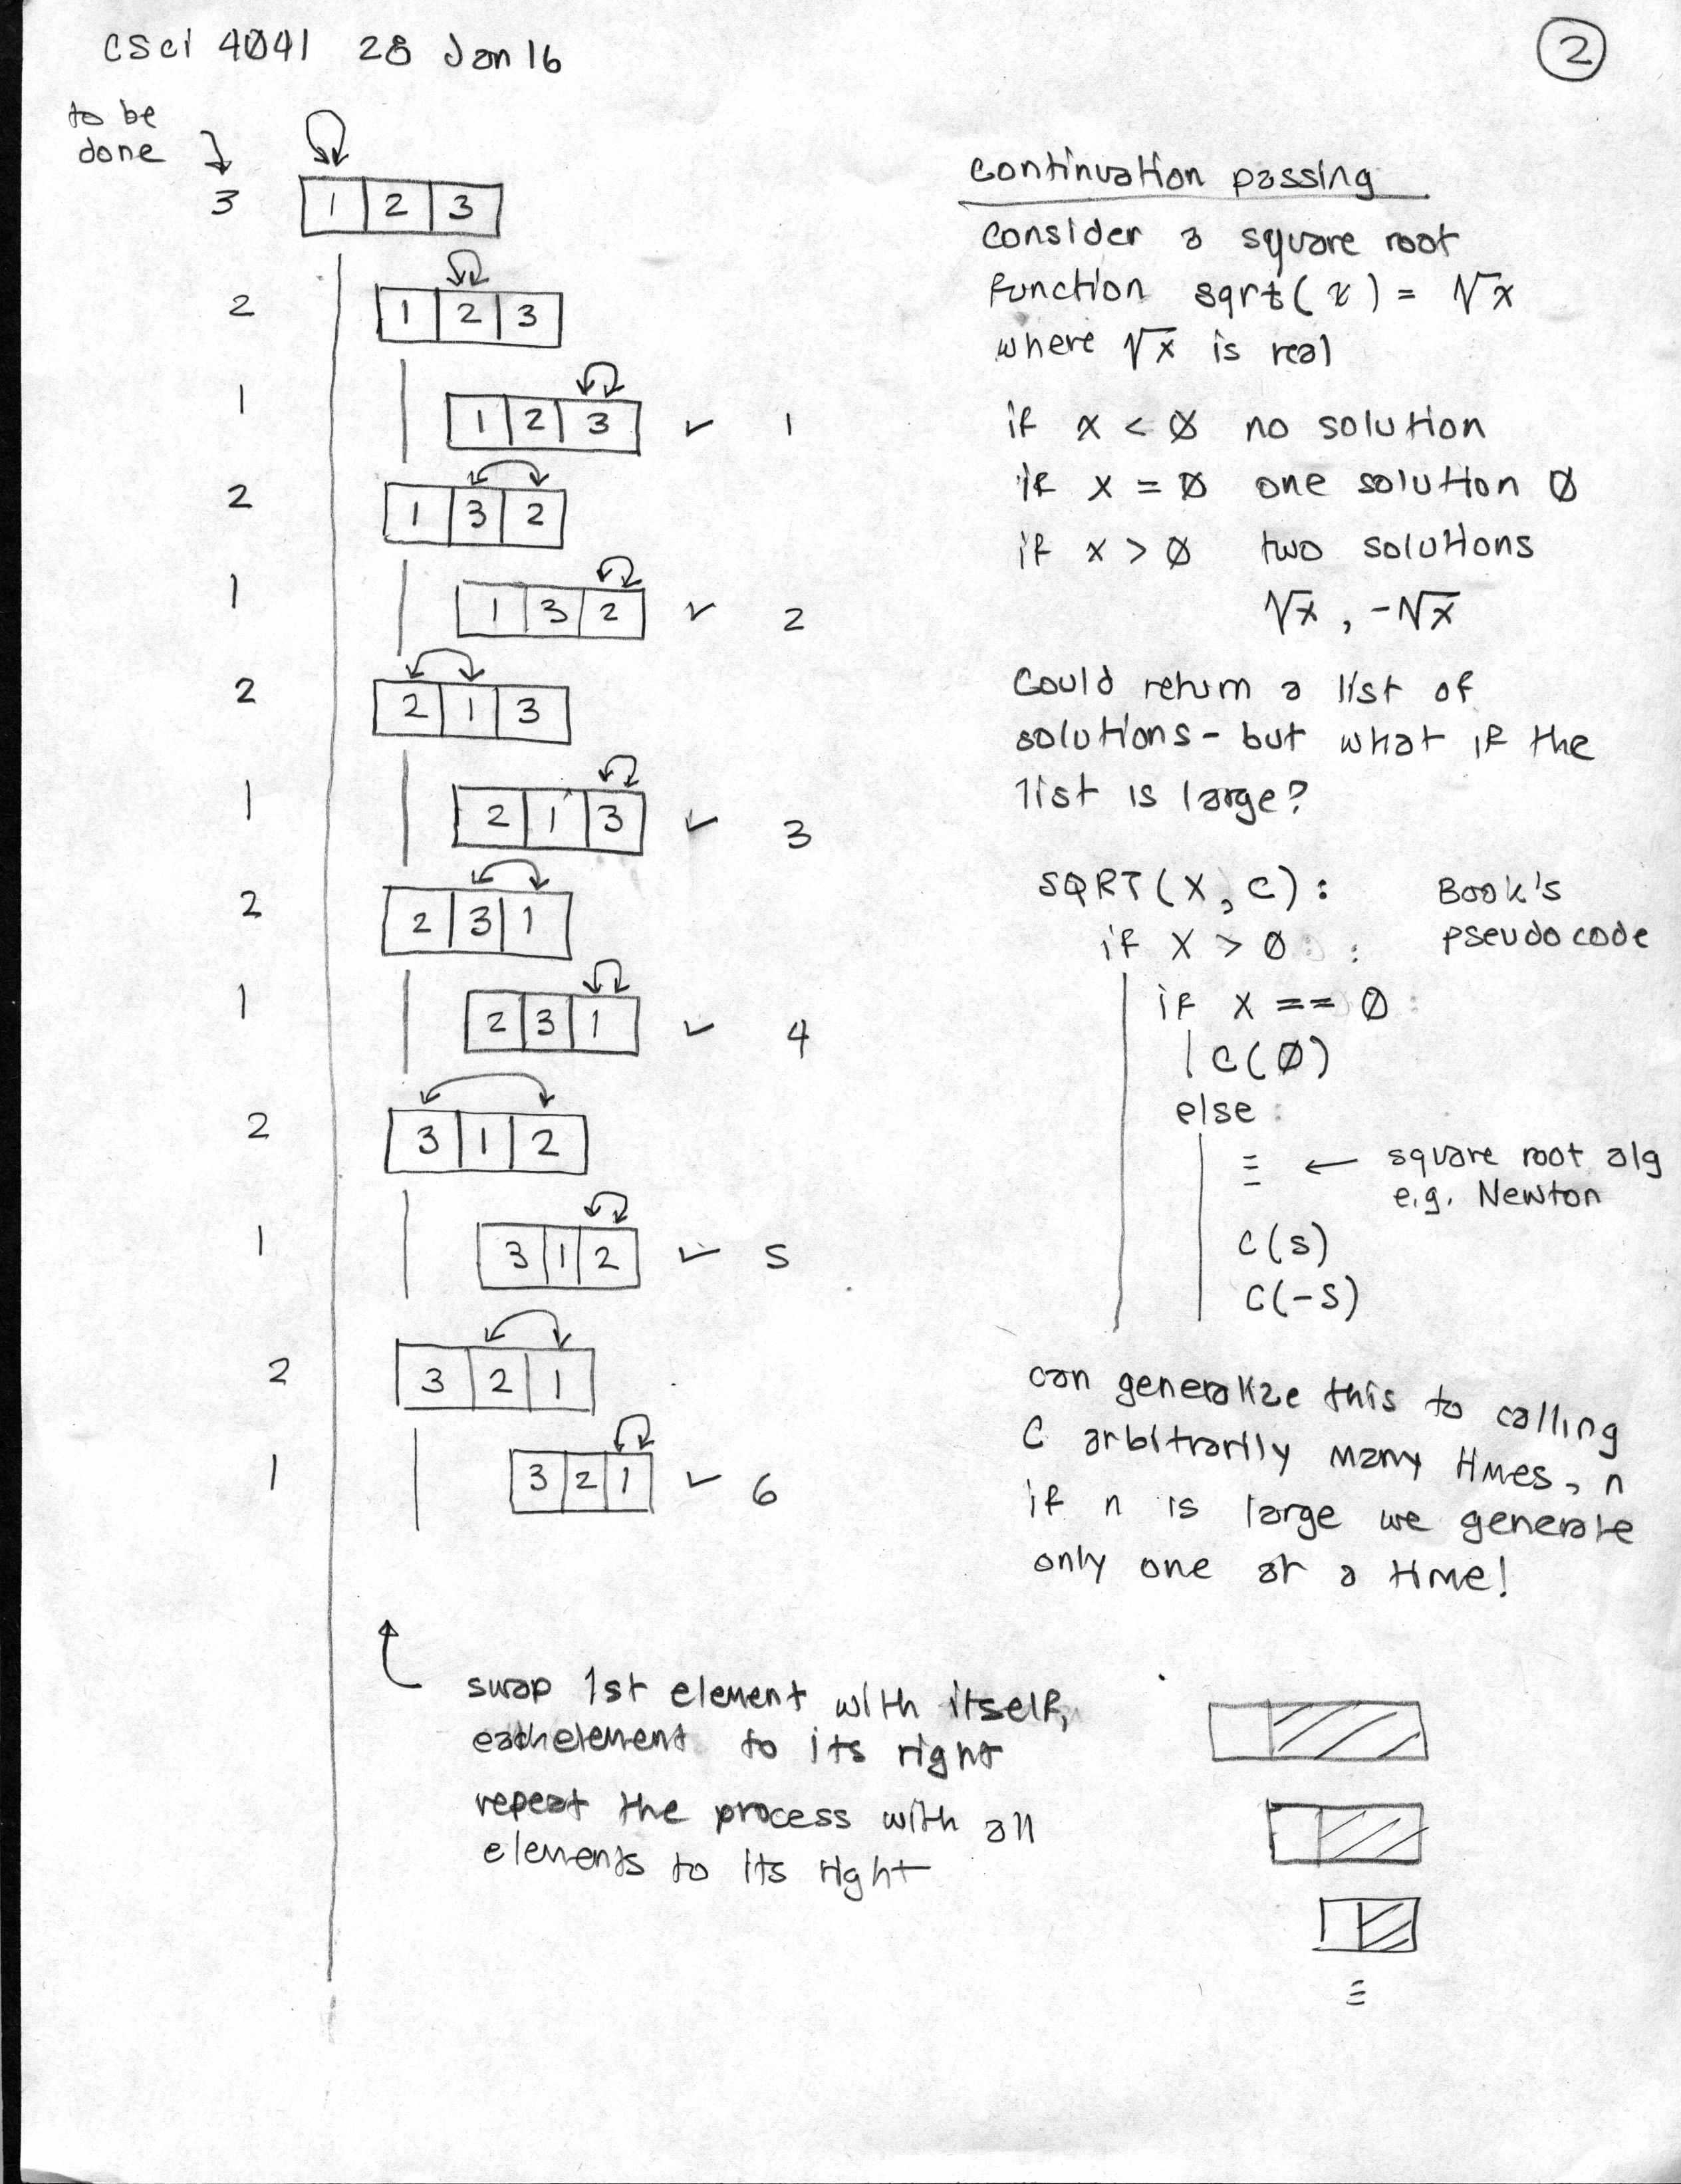 CSci 4041 28 Jan 16
2
to be
done
3 1 2 3
2 1 2 3
1 1 2 3 ✓ 1
2 1 3 2
1 1 3 2 ✓ 2
2 2 1 3
1 2 1 3 ✓ 3
2 2 3 1
1 2 3 1 ✓ 4
2 3 1 2
1 3 1 2 ✓ 5
2 3 2 1
1 3 2 1 ✓ 6
swap 1st element with itself,
each element to its right
repeat the process with all
elements to its right
continuation passing
consider a square root
function sqrt(x) = √x
where √x is real
if x < 0 no solution
if x = 0 one solution 0
if x > 0 two solutions
√x, -√x
Could return a list of
solutions - but what if the
list is large?
SQRT(X, C):
Book's
pseudo code
if X > 0 :
if X == 0
C(0)
else :
← square root alg
e.g. Newton
C(S)
C(-S)
can generalize this to calling
C arbitrarily many times, n
if n is large we generate
only one at a time!